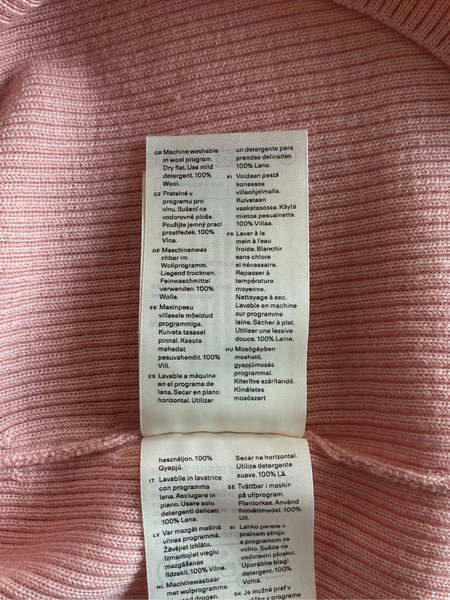 GB Machine washable
in wool program.
Dry flat. Use mild
detergent. 100%
Wool.
CZ Pratelné v
programu pro
vlnu. Sušení na
vodorovné ploše.
Použijte jemný prací
prostředek. 100%
Vlna.
DE Maschinenwas
chbar im
Wollprogramm.
Liegend trocknen.
Feinwaschmittel
verwenden. 100%
Wolle.
EE Masinpesu
villasele mõeldud
programmiga.
Kuivata tasasel
pinnal. Kasuta
mahedat
pesuvahendit. 100%
Vill.
ES Lavable a máquina
en el programa de
lana. Secar en piano
horizontal. Utilizar
un detergente para
prendas delicadas.
100% Lana.
FI Voidaan pestä
koneessa
villaohjelmalla.
Kuivataan
vaakatasossa. Käytä
mietoa pesuainetta.
100% Villaa.
FR Laver à la
main à l'eau
froide. Blanchir
sans chlore
si nécessaire.
Repasser à
température
moyenne.
Nettoyage à sec.
Lavable en machine
sur programme
laine. Sécher à plat.
Utiliser une lessive
douce. 100% Laine.
HU Mosógépben
mosható,
gyapjúmosás
programmal.
Kiterítve szárítandó.
Kíméletes
mosószert
használjon. 100%
Gyapjú.
IT Lavabile in lavatrice
con programma
lana. Asciugare in
piano. Usare solo
detergenti delicati.
100% Lana.
LV Var mazgāt mašīnā
vilnas programmā.
Žāvējiet izklātu.
Izmantojiet vieglu
mazgāšanas
līdzekli. 100% Vilna.
NL Machinewasbaar
met wolprogramma.
drogen.
Secar na horizontal.
Utilize detergente
suave. 100% Lã.
SE Tvättbar i maskin
på ullprogram.
Plantorkas. Använd
fintvättmedel. 100%
Ull.
SI Lahko perete v
pralnem stroju
s programom za
volno. Sušite na
vodoravni plosvi.
Uporabite blagi
detergent. 100%
Volna.
SK Je možné prať v